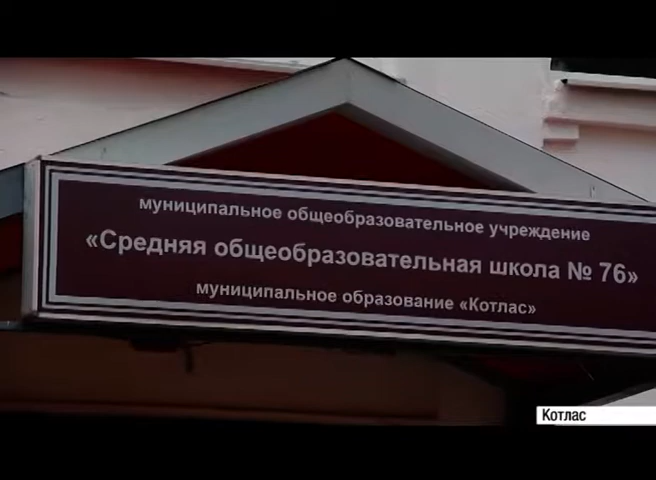 муниципальное общеобразовательное учреждение
«Средняя общеобразовательная школа № 76»
муниципальное образование «Котлас»
Котлас